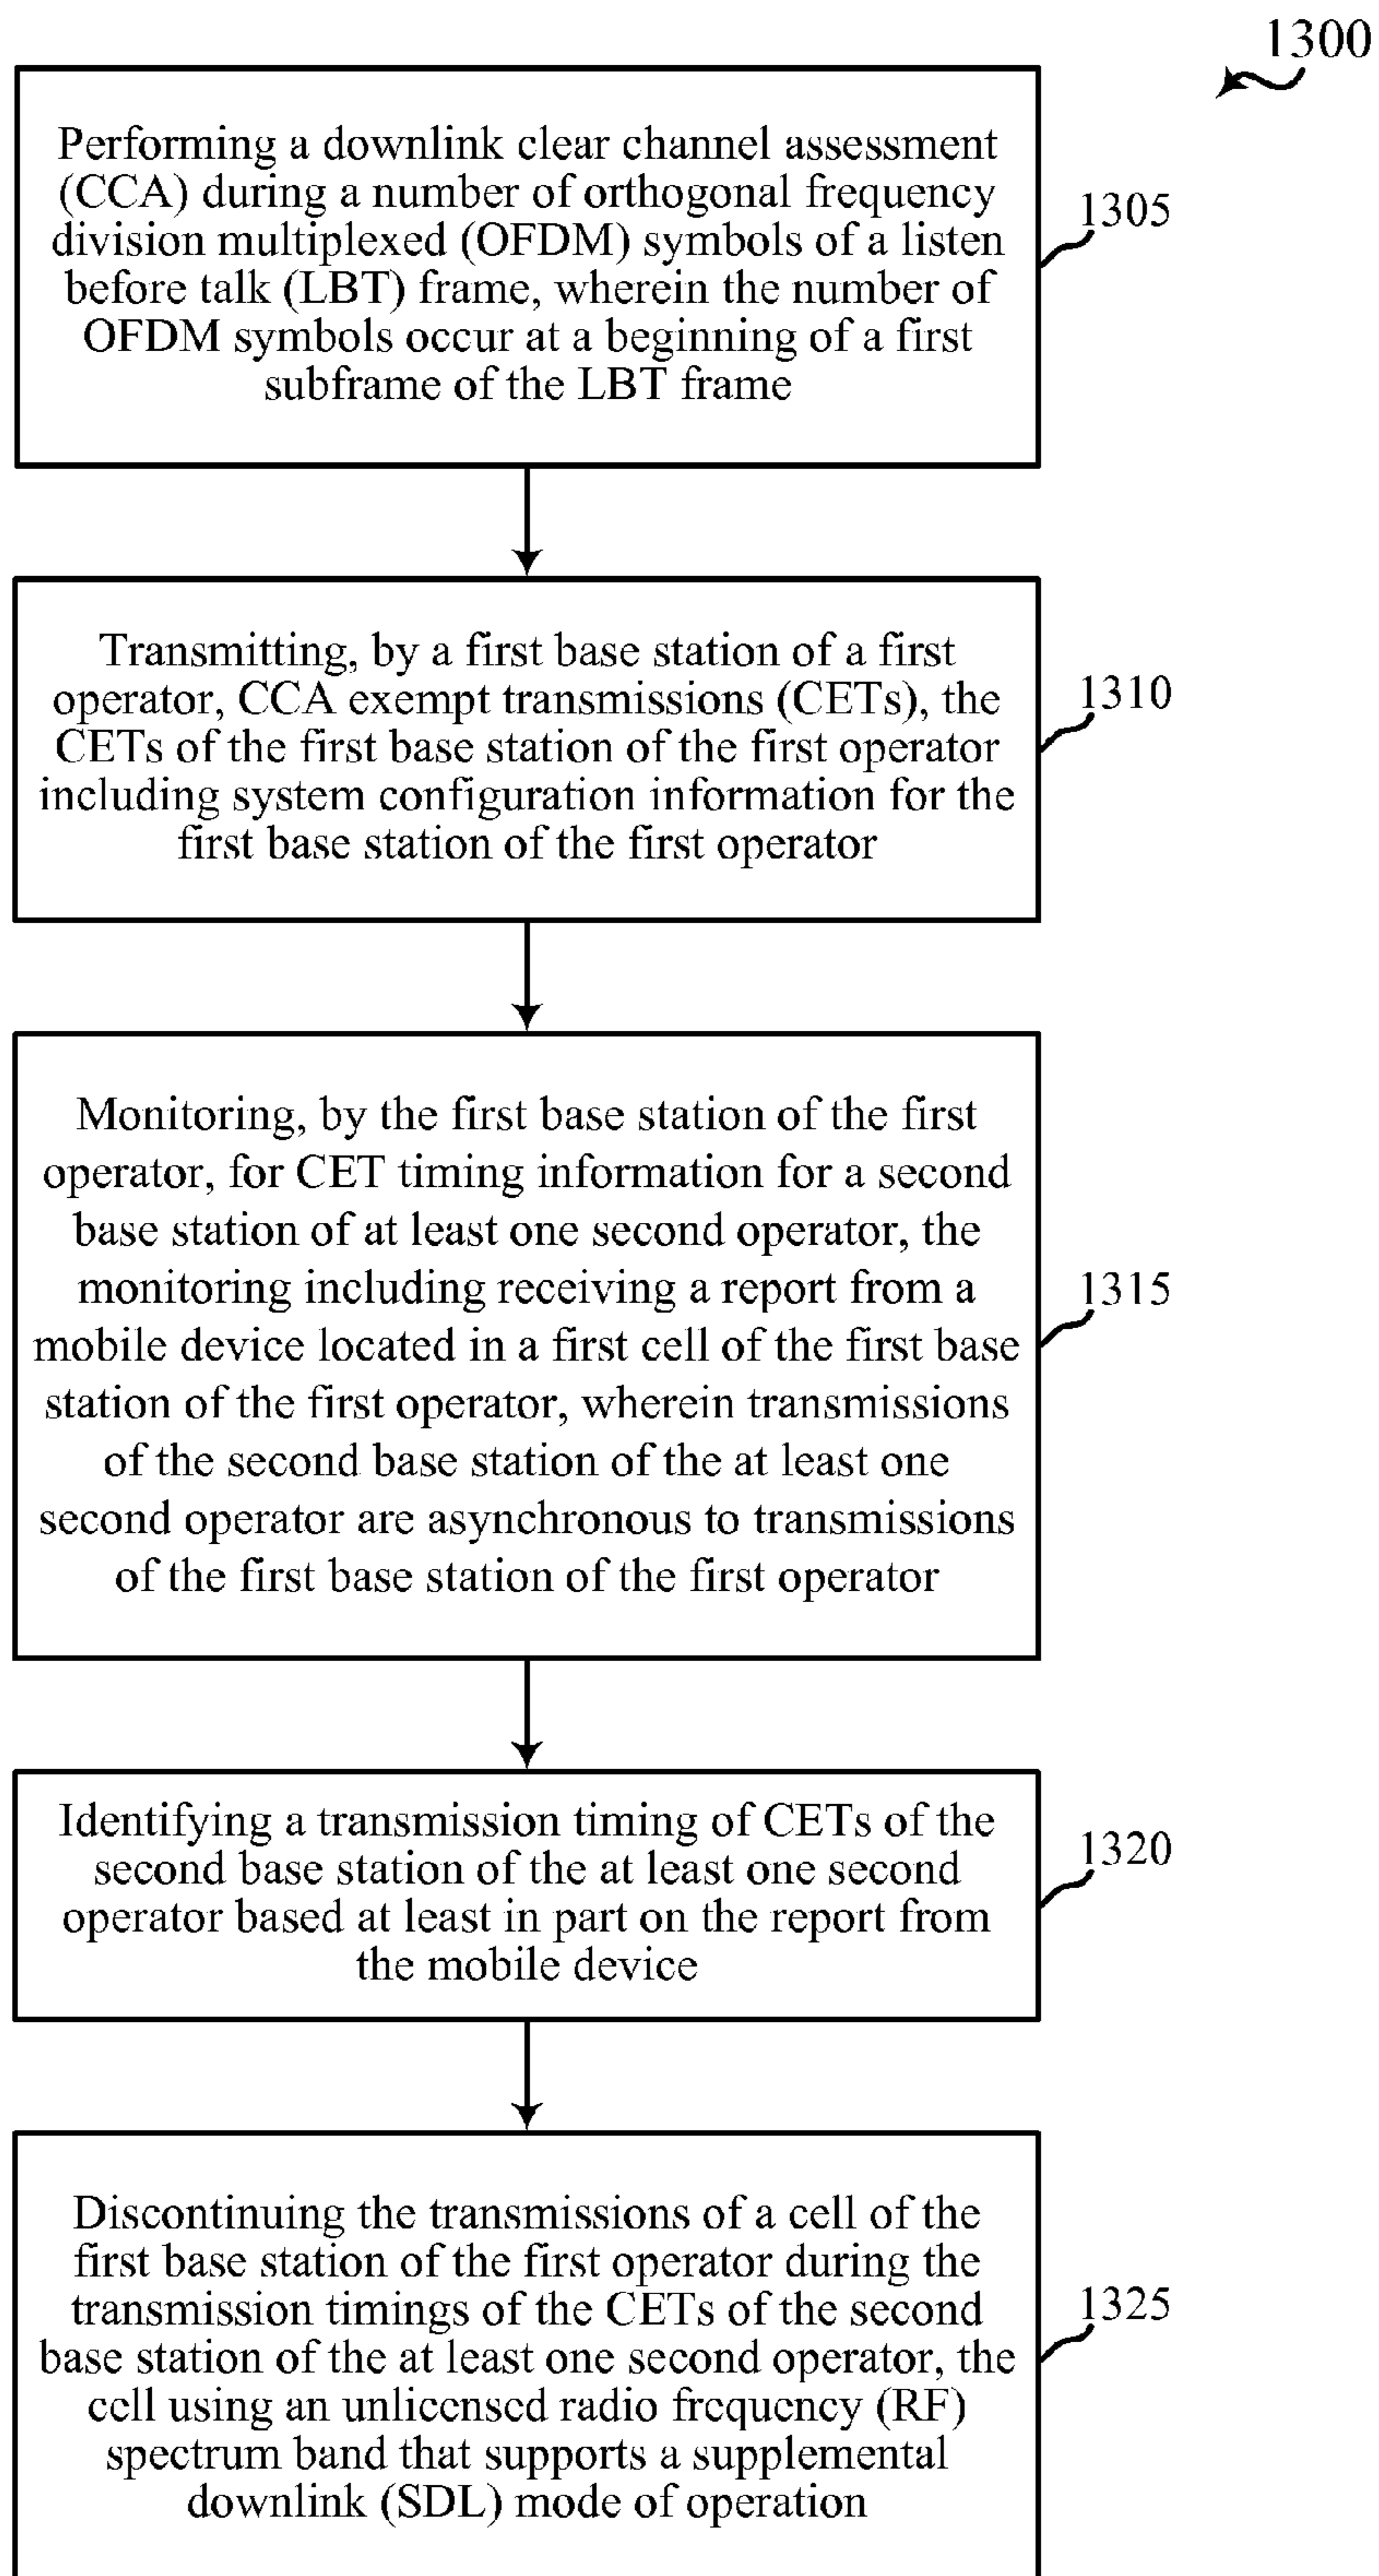 1300
Performing a downlink clear channel assessment
(CCA) during a number of orthogonal frequency
division multiplexed (OFDM) symbols of a listen
before talk (LBT) frame, wherein the number of
OFDM symbols occur at a beginning of a first
subframe of the LBT frame
1305
Transmitting, by a first base station of a first
operator, CCA exempt transmissions (CETs), the
CETs of the first base station of the first operator
including system configuration information for the
first base station of the first operator
1310
Monitoring, by the first base station of the first
operator, for CET timing information for a second
base station of at least one second operator, the
monitoring including receiving a report from a
mobile device located in a first cell of the first base
station of the first operator, wherein transmissions
of the second base station of the at least one
second operator are asynchronous to transmissions
of the first base station of the first operator
1315
Identifying a transmission timing of CETs of the
second base station of the at least one second
operator based at least in part on the report from
the mobile device
1320
Discontinuing the transmissions of a cell of the
first base station of the first operator during the
transmission timings of the CETs of the second
base station of the at least one second operator, the
cell using an unlicensed radio frequency (RF)
spectrum band that supports a supplemental
downlink (SDL) mode of operation
1325